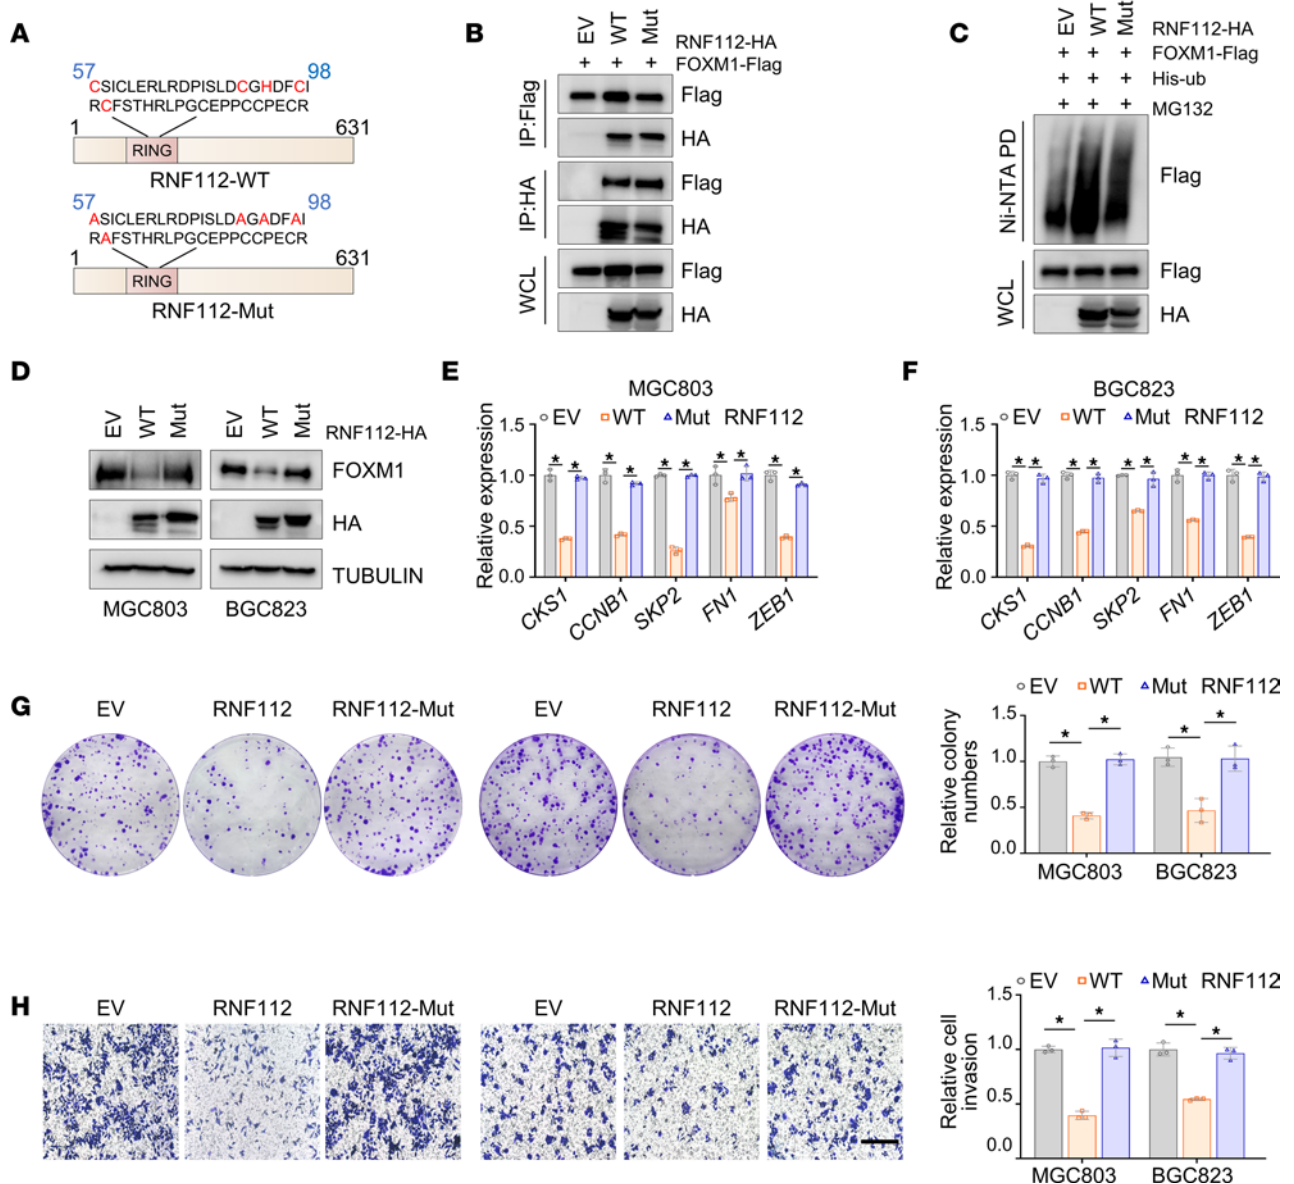 A
57
98
CSICLERLRDPISLDCGHDFCI
RCFSTHRLPGCEPPCCPECR
1
631
RING
RNF112-WT
57
98
ASICLERLRDPISLDAGADFAI
RAFSTHRLPGCEPPCCPECR
1
631
RING
RNF112-Mut
B
EV WT Mut RNF112-HA
+ + + FOXM1-Flag
IP:Flag
Flag
HA
IP:HA
Flag
HA
WCL
Flag
HA
C
EV WT Mut RNF112-HA
+ + + FOXM1-Flag
+ + + His-ub
+ + + MG132
Ni-NTA PD
Flag
WCL
Flag
HA
D
EV WT Mut EV WT Mut RNF112-HA
FOXM1
HA
TUBULIN
MGC803 BGC823
E
MGC803
EV WT Mut RNF112
Relative expression
1.5
1.0
0.5
0.0
* * * * * * * * * *
CKS1 CCNB1 SKP2 FN1 ZEB1
F
BGC823
EV WT Mut RNF112
Relative expression
1.5
1.0
0.5
0.0
* * * * * * * * * *
CKS1 CCNB1 SKP2 FN1 ZEB1
G
EV RNF112 RNF112-Mut EV RNF112 RNF112-Mut
EV WT Mut RNF112
Relative colony
numbers
1.5
1.0
0.5
0.0
* * * *
MGC803 BGC823
H
EV RNF112 RNF112-Mut EV RNF112 RNF112-Mut
EV WT Mut RNF112
Relative cell
invasion
1.5
1.0
0.5
0.0
* * * *
MGC803 BGC823